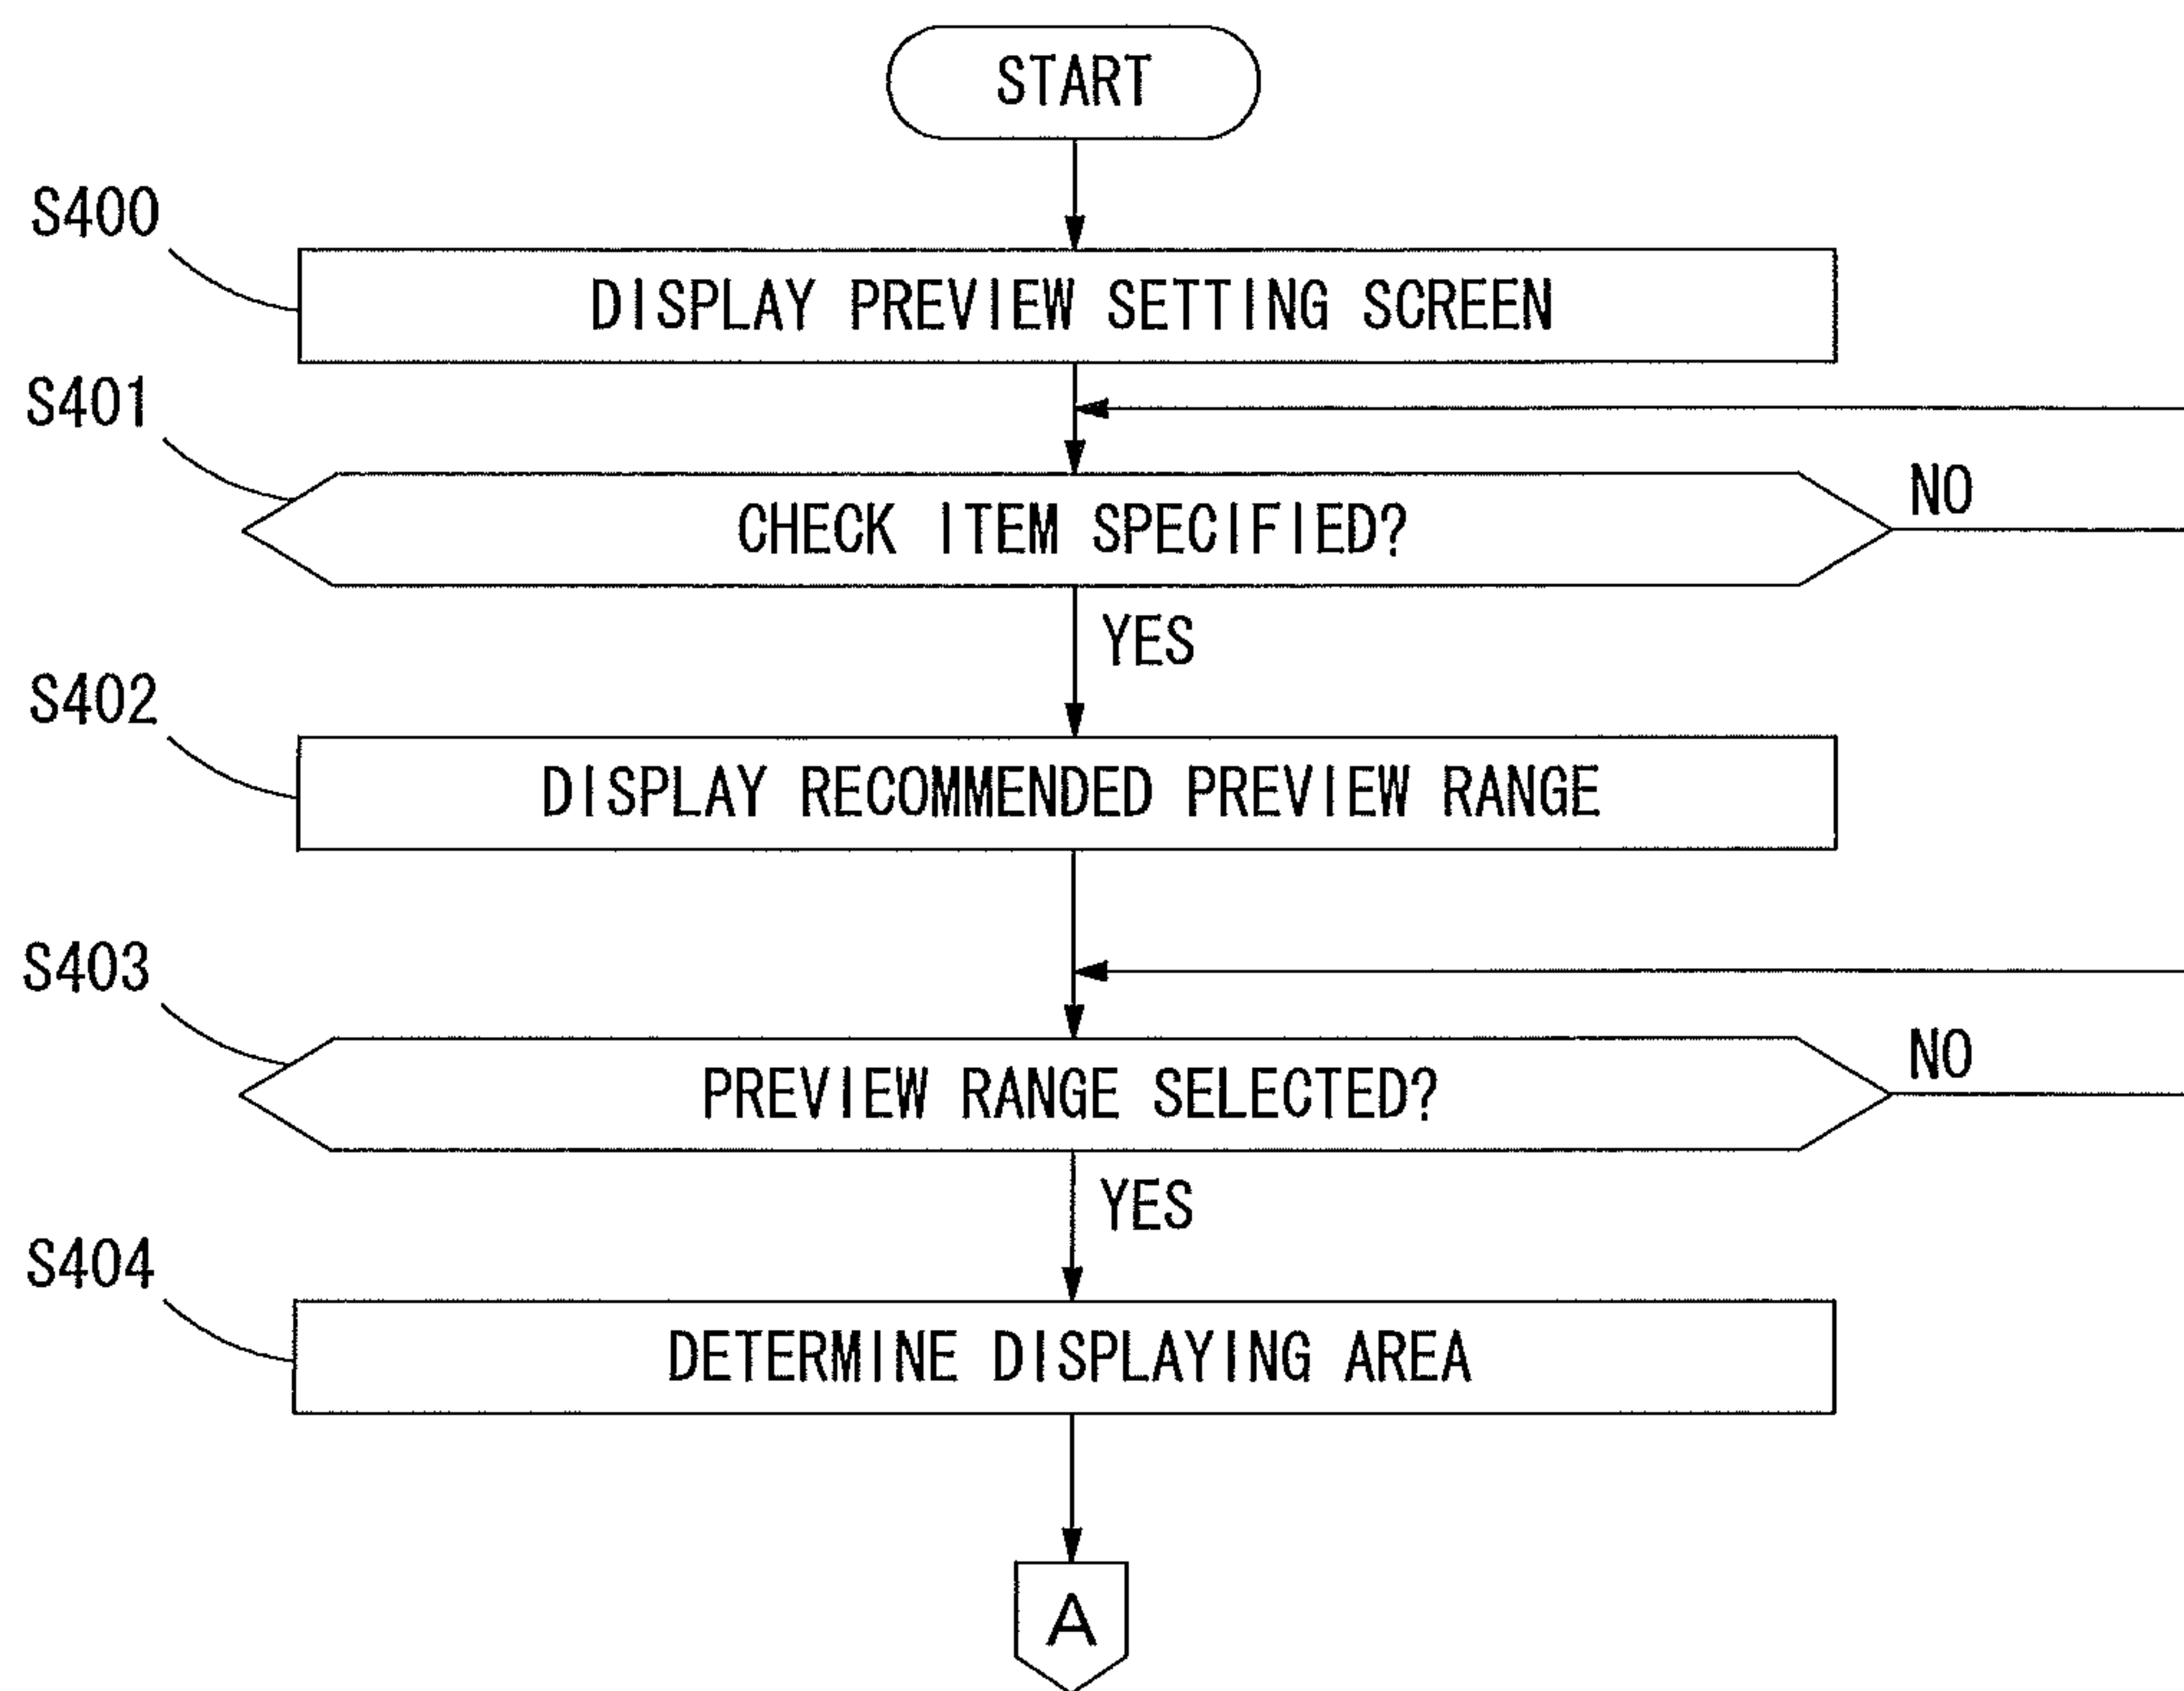 START
S400
DISPLAY PREVIEW SETTING SCREEN
S401
CHECK ITEM SPECIFIED?
NO
YES
S402
DISPLAY RECOMMENDED PREVIEW RANGE
S403
PREVIEW RANGE SELECTED?
NO
YES
S404
DETERMINE DISPLAYING AREA
A